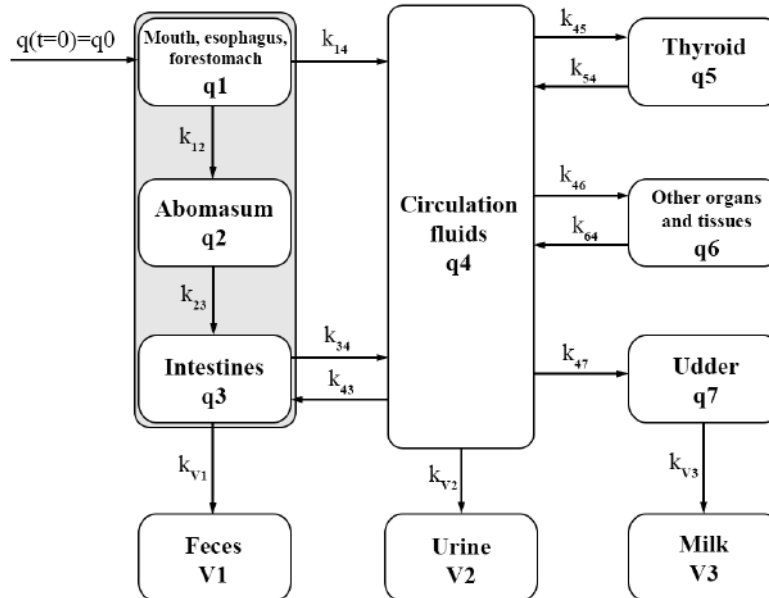 q(t=0)=q0
Mouth, esophagus,
forestomach
q1
k14
k12
Abomasum
q2
k23
Intestines
q3
k34
k43
kV1
Feces
V1
Circulation
fluids
q4
kV2
Urine
V2
k45
k54
Thyroid
q5
k46
k64
Other organs
and tissues
q6
k47
Udder
q7
kV3
Milk
V3